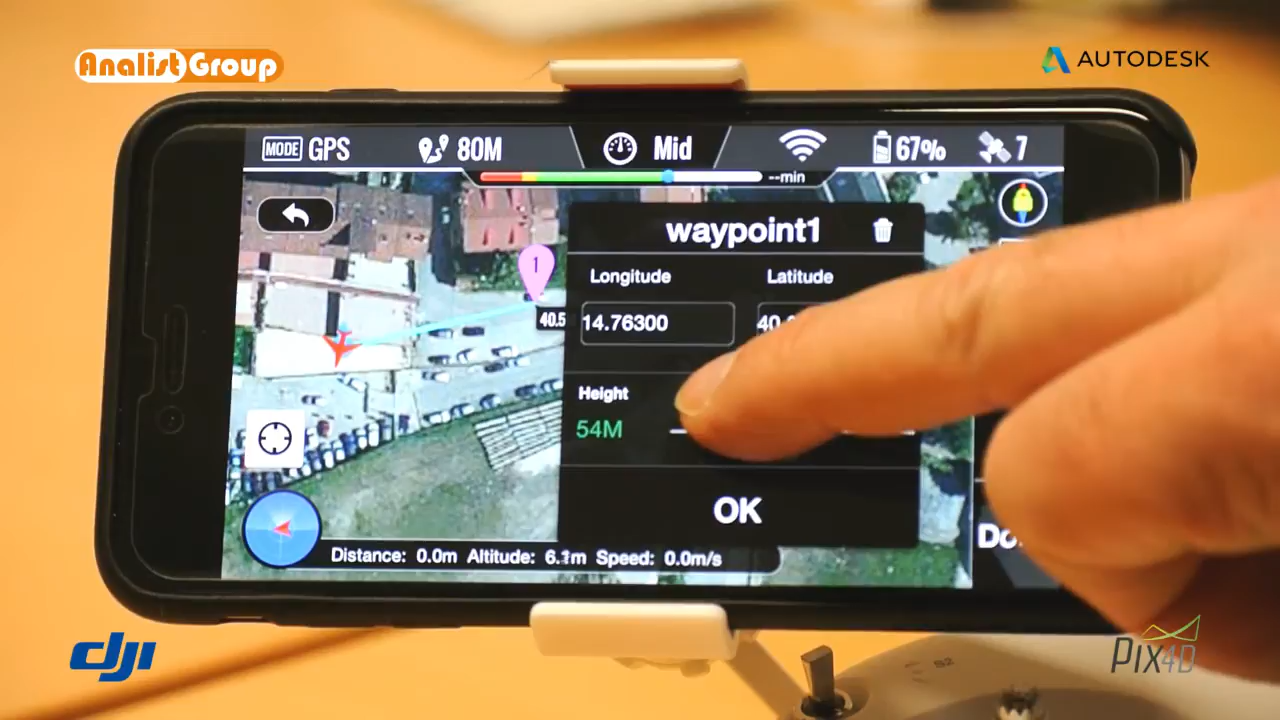 AnalistGroup
AUTODESK
MODE GPS 80M Mid 67% 7
--min
waypoint1
1
Longitude Latitude
14.76300
40.5
Height
54M
OK
Distance: 0.0m Altitude: 6.1m Speed: 0.0m/s
dji
Pix4D
S2